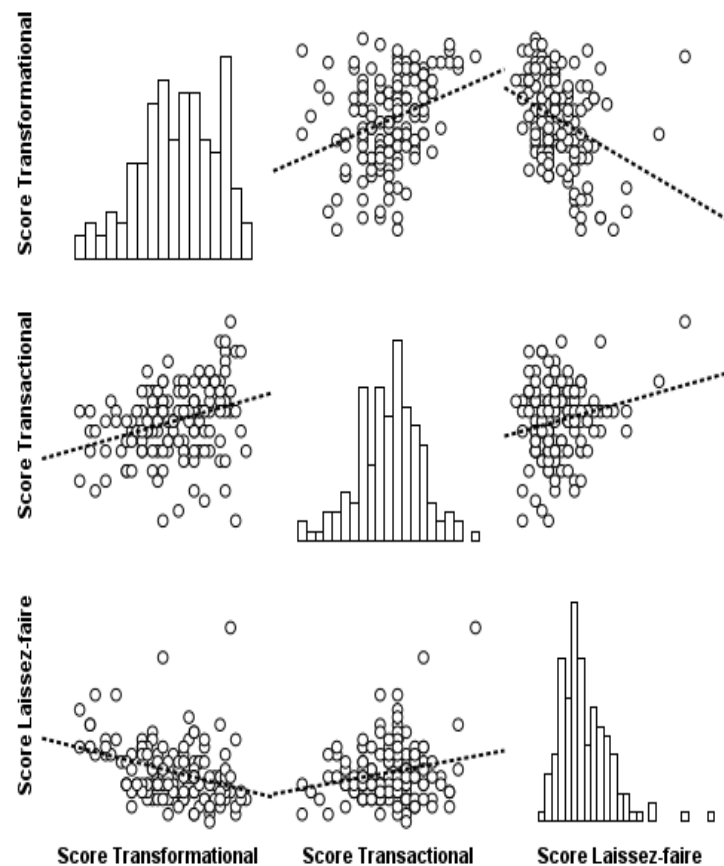 Score Transformational
Score Transactional
Score Laissez-faire
Score Transformational
Score Transactional
Score Laissez-faire